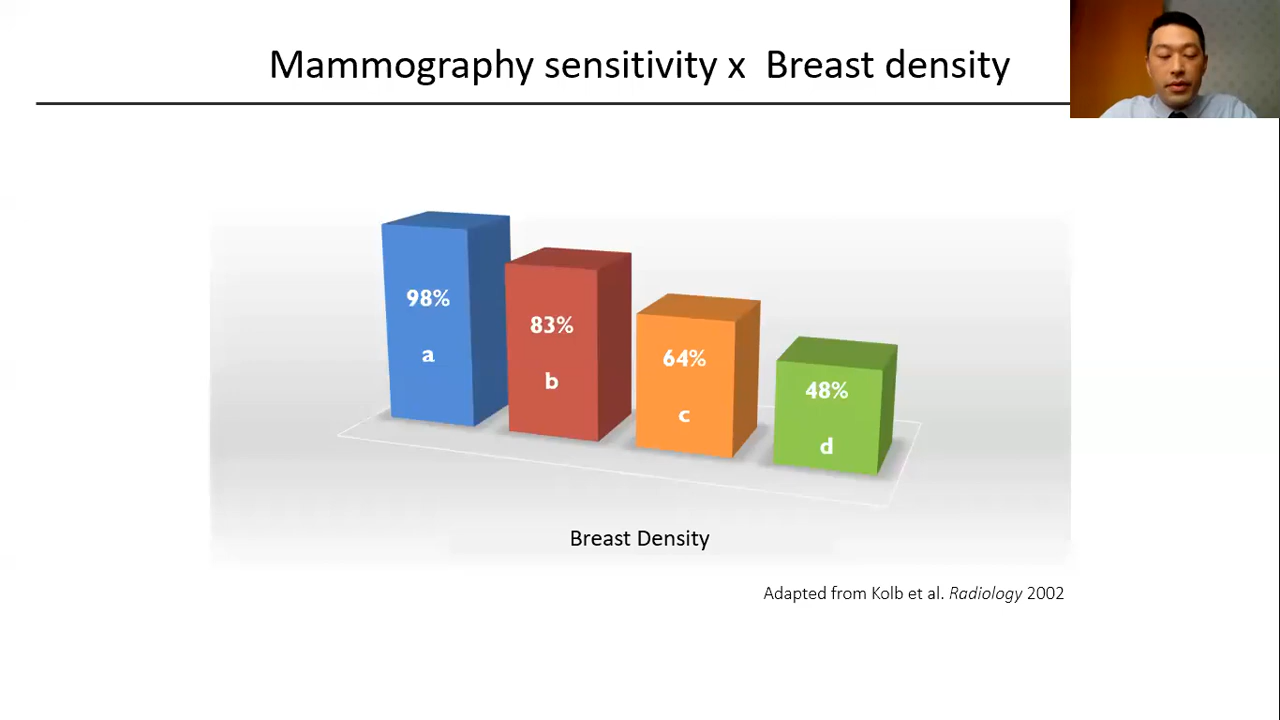 Mammography sensitivity x  Breast density
98%
a
83%
b
64%
c
48%
d
Breast Density
Adapted from Kolb et al. Radiology 2002